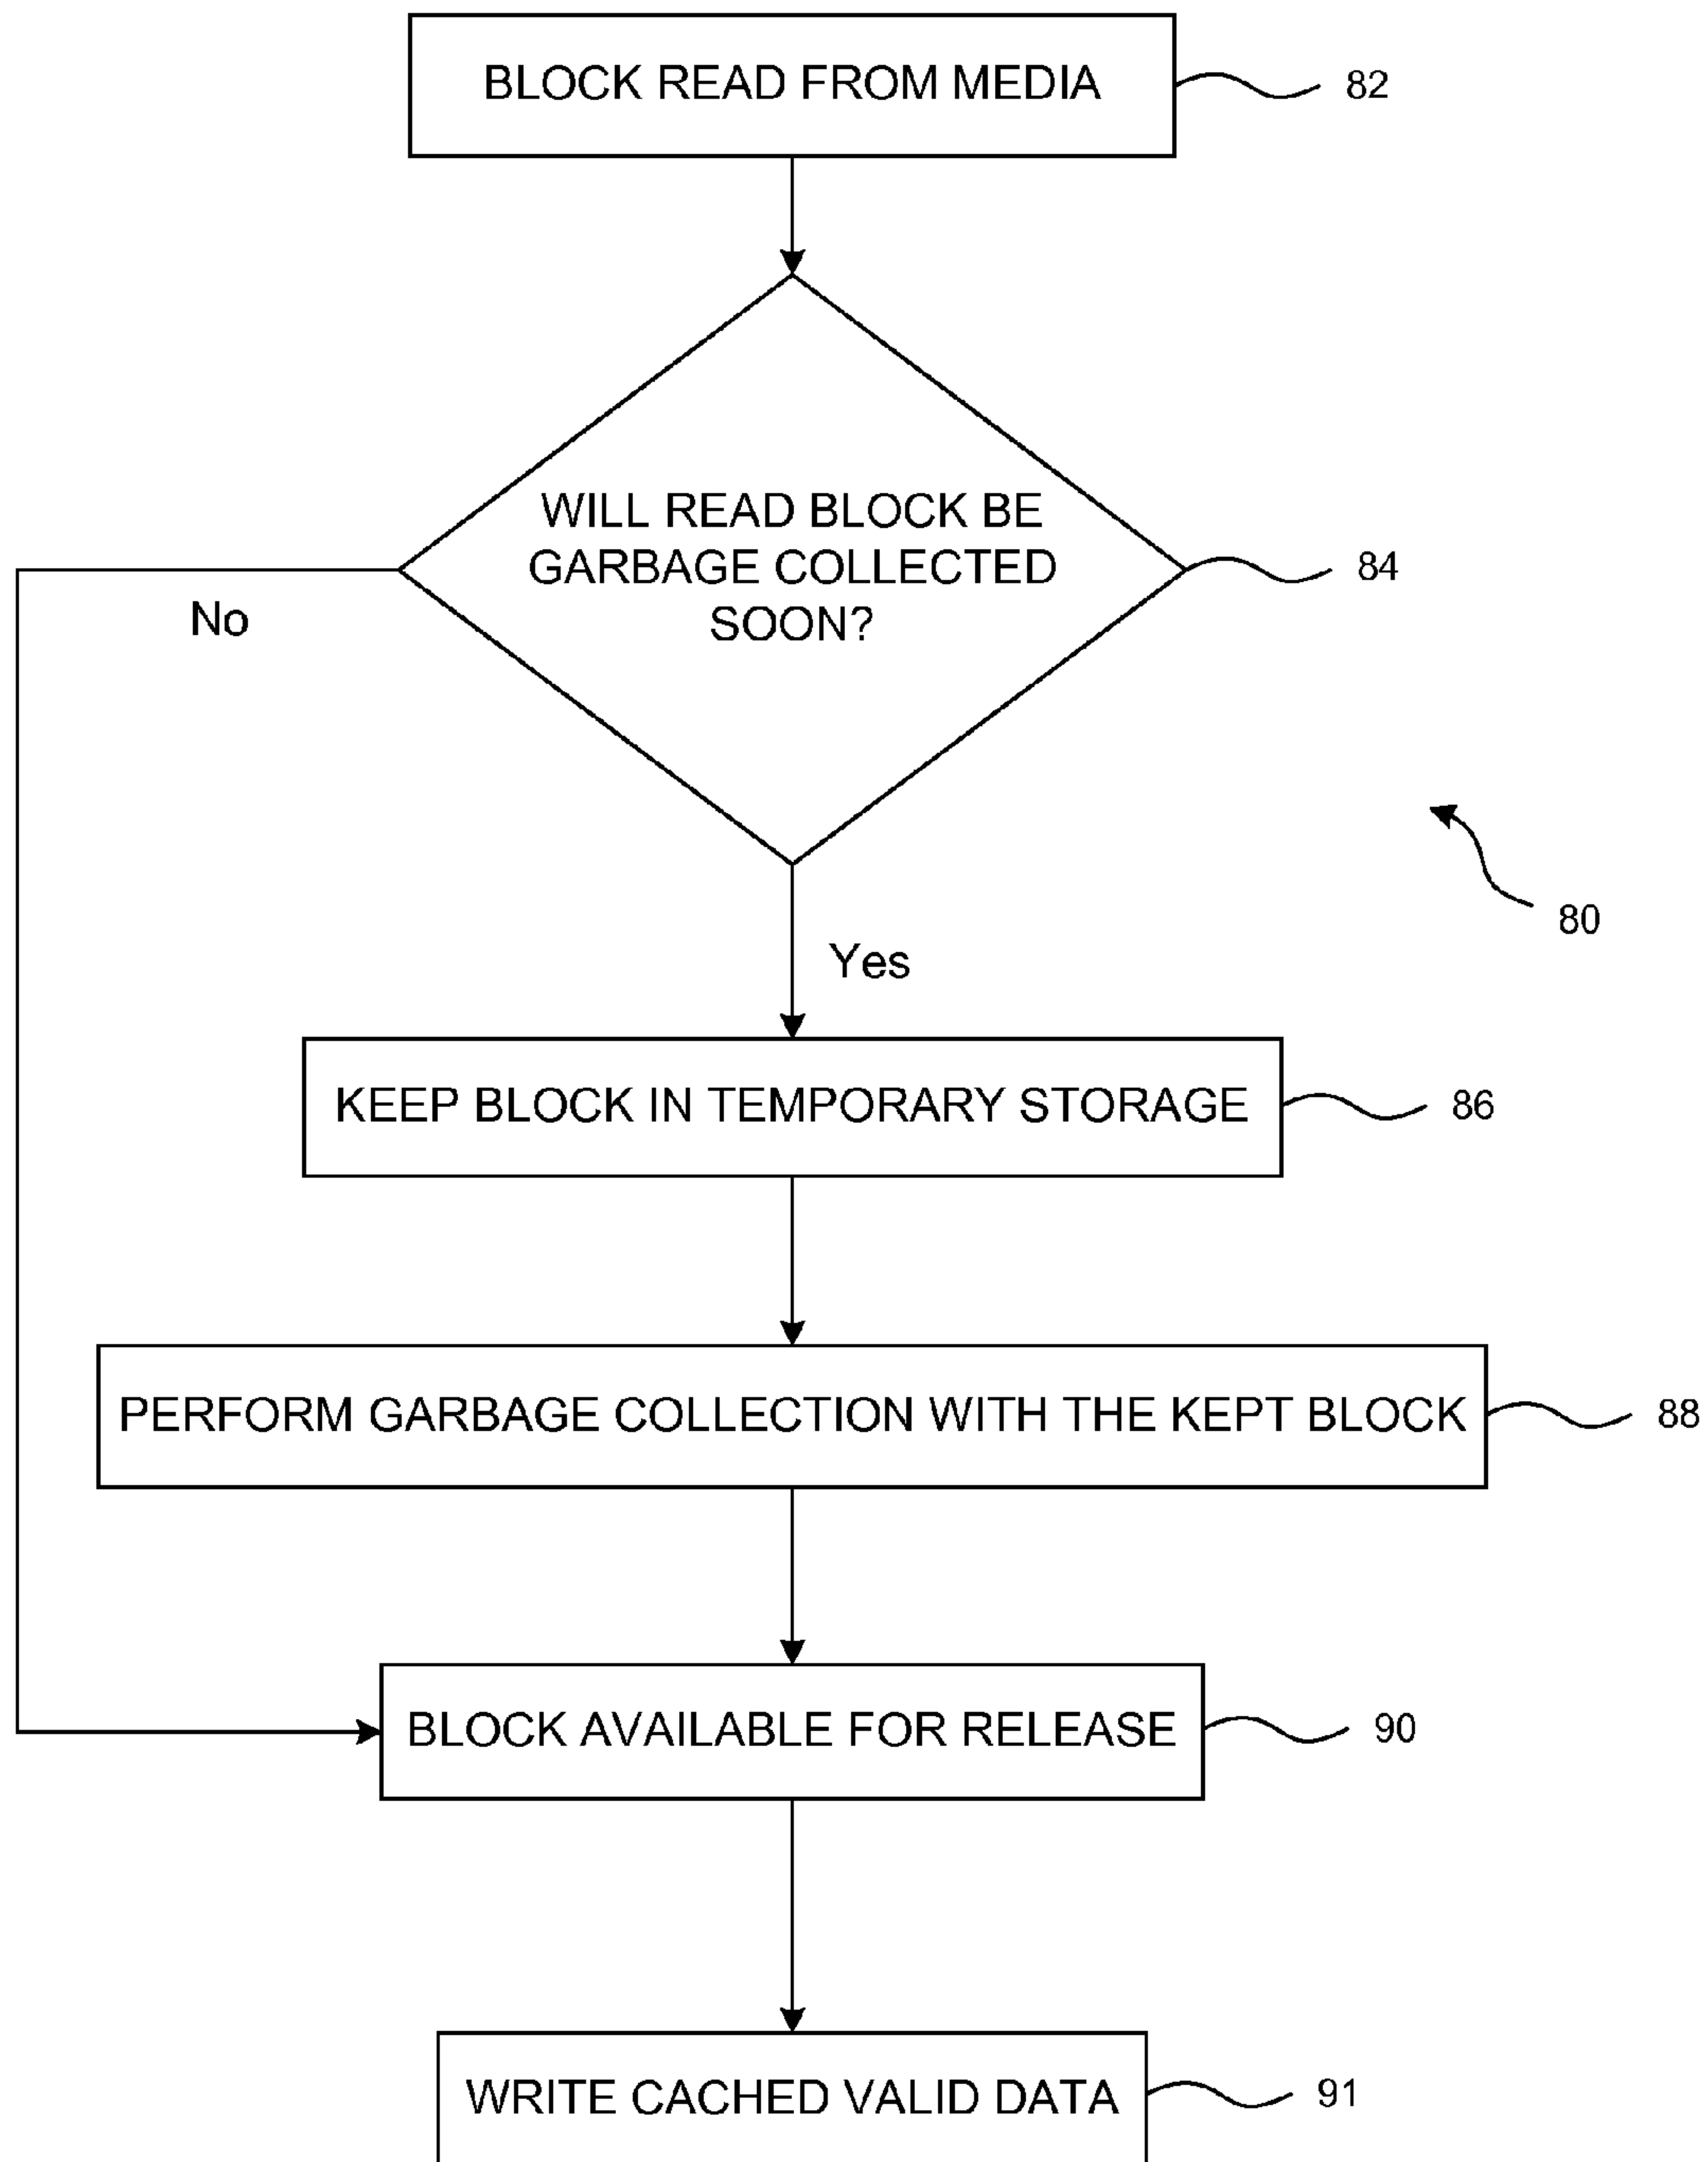 BLOCK READ FROM MEDIA
82
WILL READ BLOCK BE
GARBAGE COLLECTED
SOON?
84
No
80
Yes
KEEP BLOCK IN TEMPORARY STORAGE
86
PERFORM GARBAGE COLLECTION WITH THE KEPT BLOCK
88
BLOCK AVAILABLE FOR RELEASE
90
WRITE CACHED VALID DATA
91